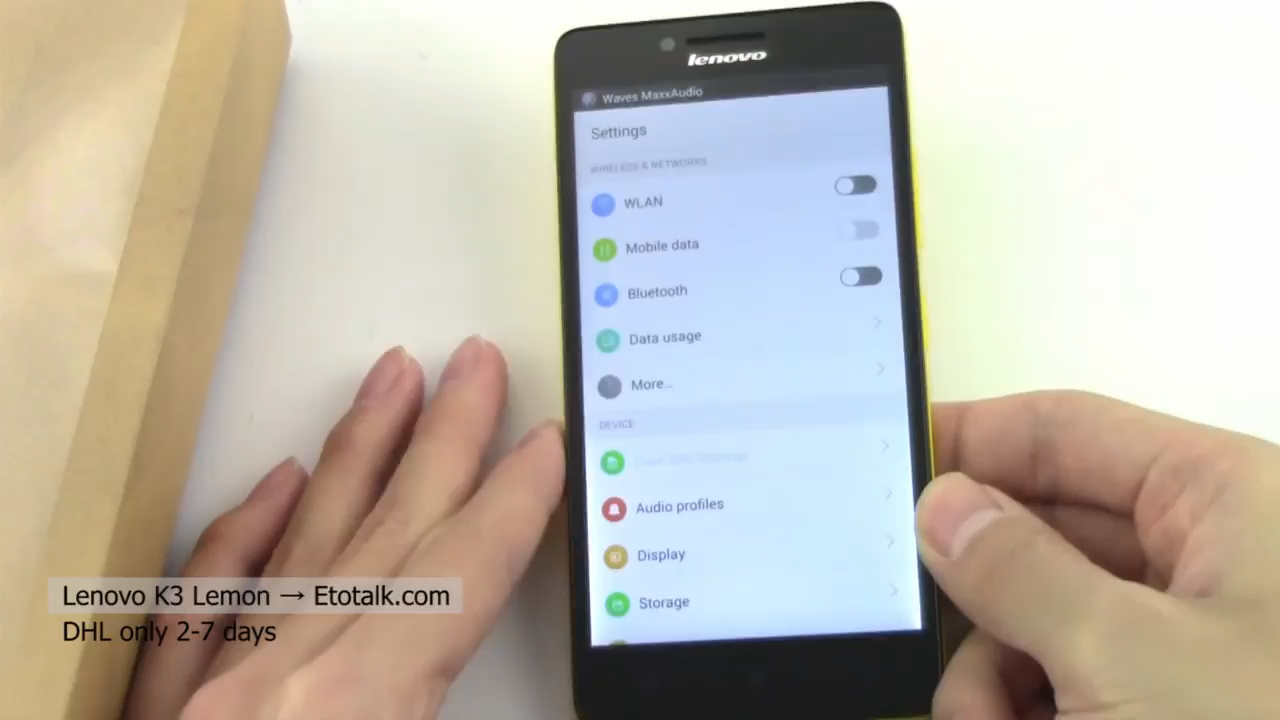 lenovo
Waves MaxxAudio
Settings
WIRELESS & NETWORKS
WLAN
Mobile data
Bluetooth
Data usage
More...
DEVICE
Audio profiles
Display
Storage
Lenovo K3 Lemon → Etotalk.com
DHL only 2-7 days